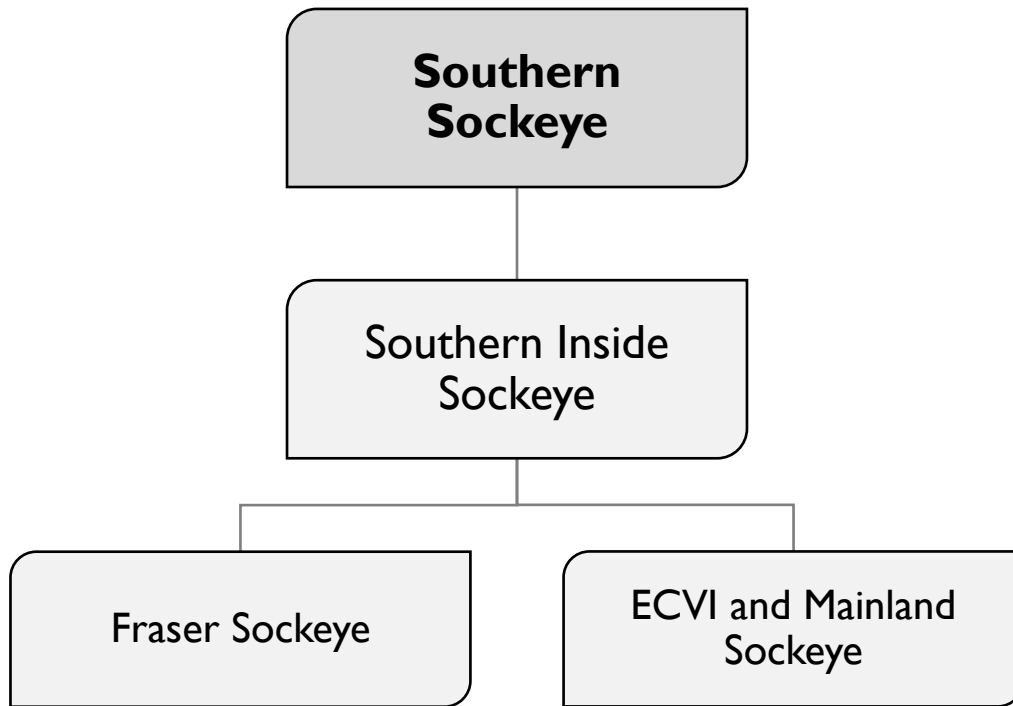 Southern
Sockeye
Southern Inside
Sockeye
Fraser Sockeye
ECVI and Mainland
Sockeye